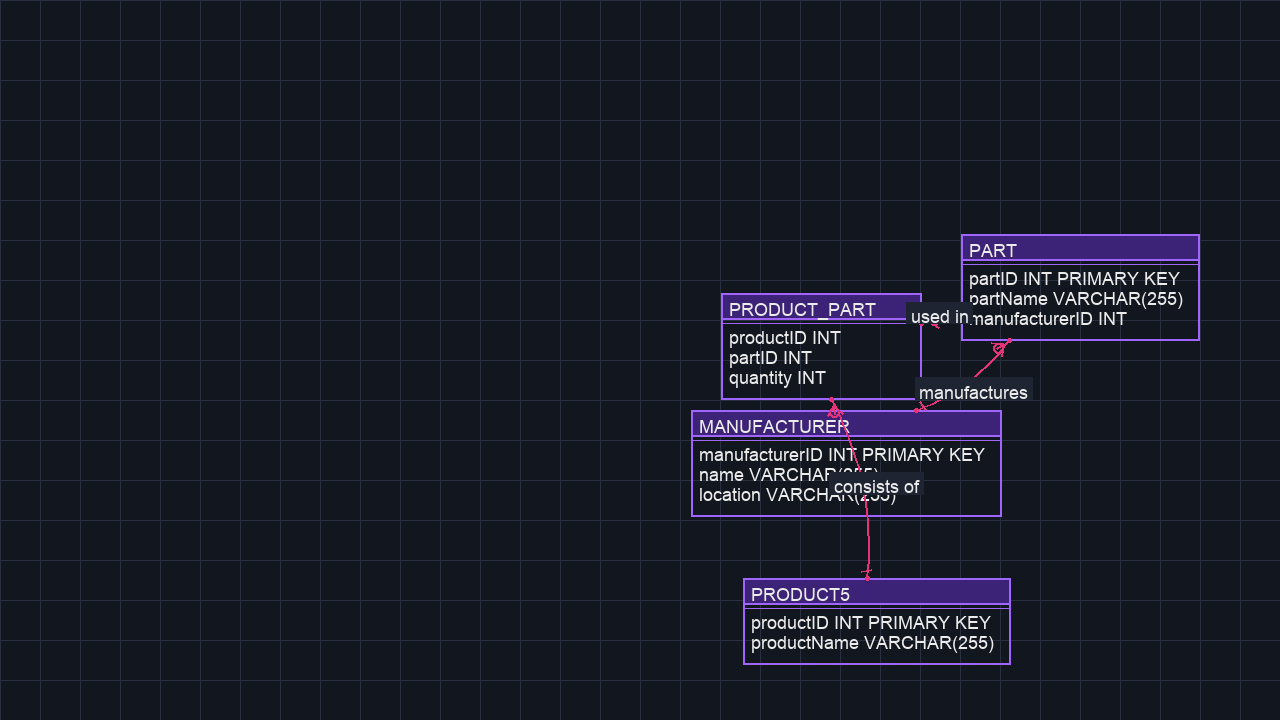 PART
partID INT PRIMARY KEY
partName VARCHAR(255)
manufacturerID INT
PRODUCT_PART
productID INT
partID INT
quantity INT
used in
manufactures
MANUFACTURER
manufacturerID INT PRIMARY KEY
name VARCHAR(255)
location VARCHAR(255)
consists of
PRODUCT5
productID INT PRIMARY KEY
productName VARCHAR(255)